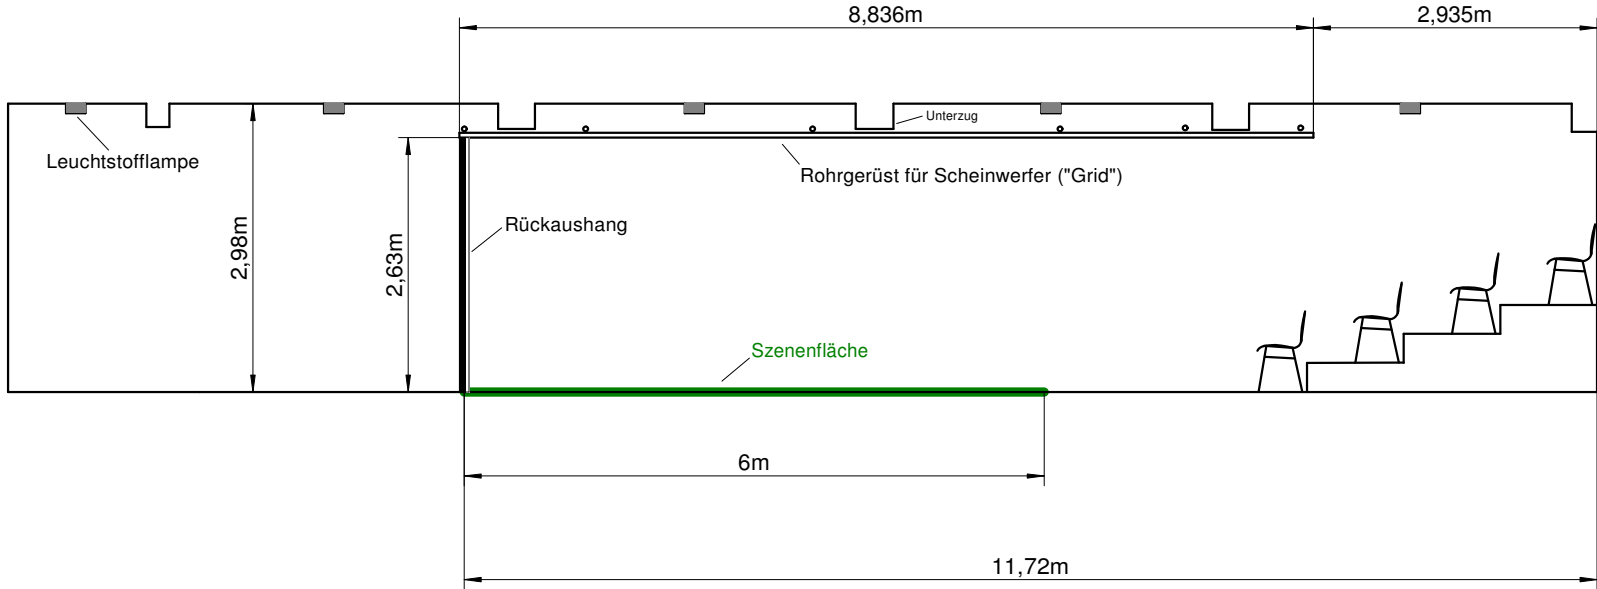 8,836m
2,935m
Unterzug
Leuchtstofflampe
Rohrgerüst für Scheinwerfer ("Grid")
Rückaushang
2,98m
2,63m
Szenenfläche
6m
11,72m